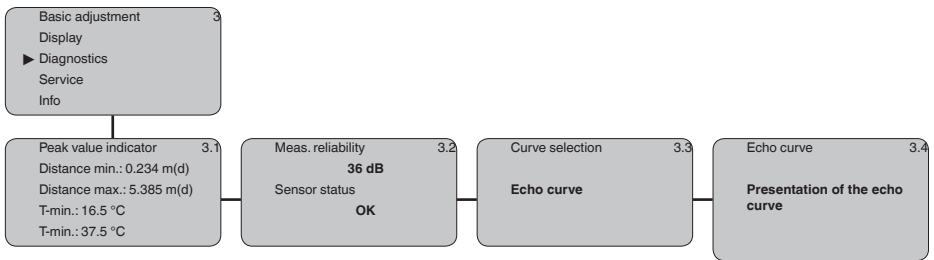 Basic adjustment 3
Display
▶ Diagnostics
Service
Info
Peak value indicator 3.1
Distance min.: 0.234 m(d)
Distance max.: 5.385 m(d)
T-min.: 16.5 °C
T-min.: 37.5 °C
Meas. reliability 3.2
36 dB
Sensor status
OK
Curve selection 3.3
Echo curve
Echo curve 3.4
Presentation of the echo
curve